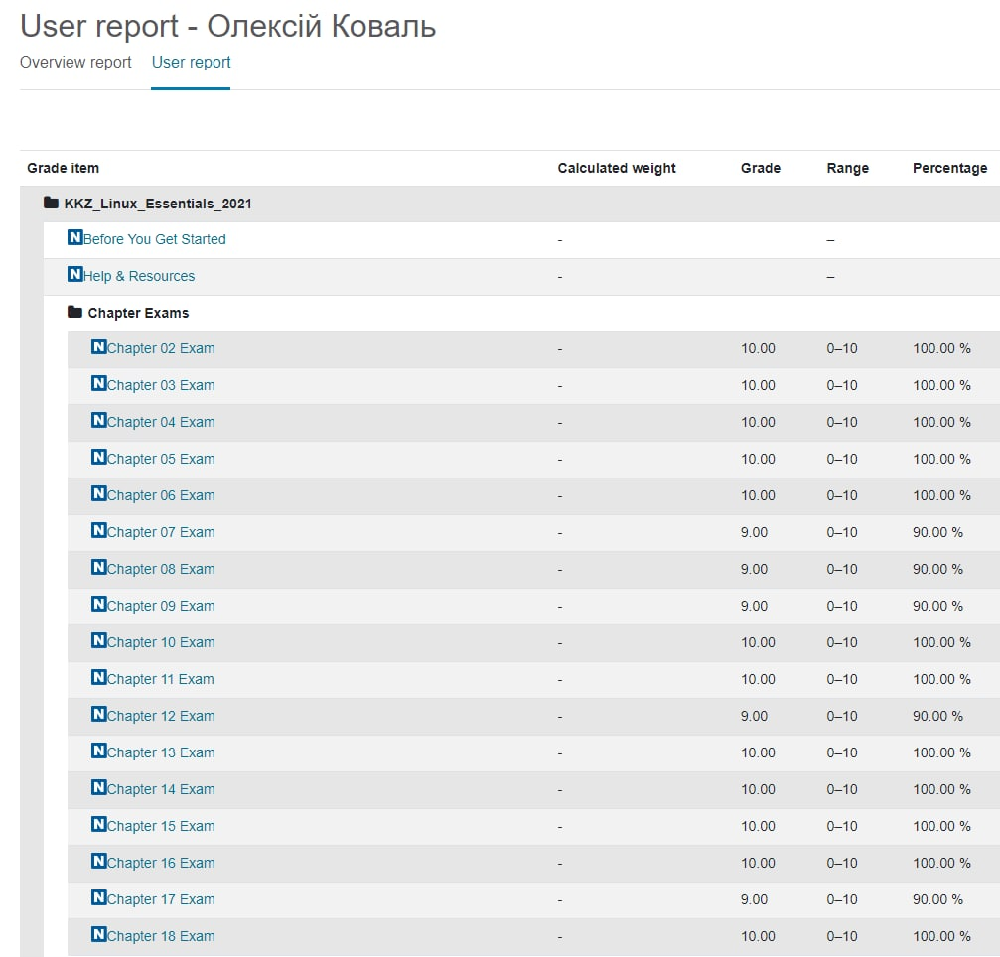 User report - Олексій Коваль
Overview report User report
Grade item Calculated weight Grade Range Percentage
KKZ_Linux_Essentials_2021
N Before You Get Started - –
N Help & Resources - –
Chapter Exams
N Chapter 02 Exam - 10.00 0–10 100.00 %
N Chapter 03 Exam - 10.00 0–10 100.00 %
N Chapter 04 Exam - 10.00 0–10 100.00 %
N Chapter 05 Exam - 10.00 0–10 100.00 %
N Chapter 06 Exam - 10.00 0–10 100.00 %
N Chapter 07 Exam - 9.00 0–10 90.00 %
N Chapter 08 Exam - 9.00 0–10 90.00 %
N Chapter 09 Exam - 9.00 0–10 90.00 %
N Chapter 10 Exam - 10.00 0–10 100.00 %
N Chapter 11 Exam - 10.00 0–10 100.00 %
N Chapter 12 Exam - 9.00 0–10 90.00 %
N Chapter 13 Exam - 10.00 0–10 100.00 %
N Chapter 14 Exam - 10.00 0–10 100.00 %
N Chapter 15 Exam - 10.00 0–10 100.00 %
N Chapter 16 Exam - 10.00 0–10 100.00 %
N Chapter 17 Exam - 9.00 0–10 90.00 %
N Chapter 18 Exam - 10.00 0–10 100.00 %